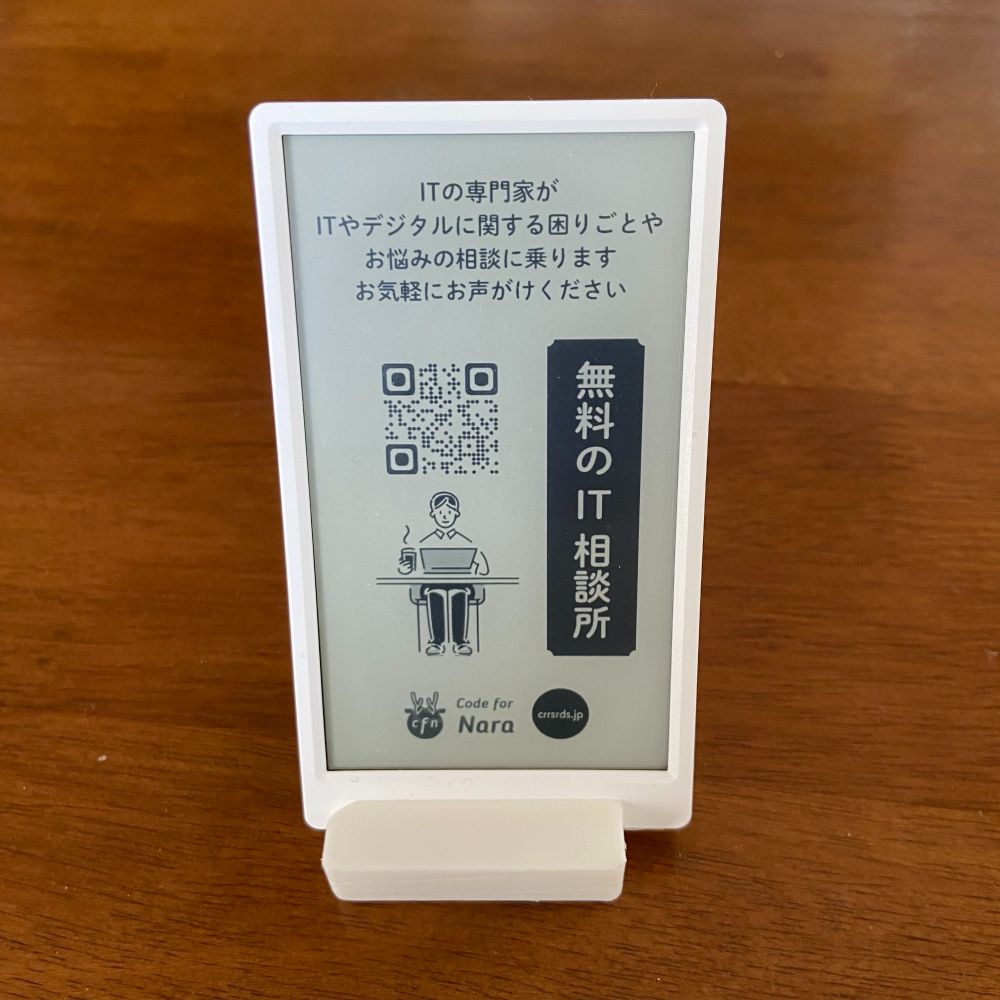 ITの専門家が
ITやデジタルに関する困りごとや
お悩みの相談に乗ります
お気軽にお声がけください
無料のIT相談所
cfn
Code for
Nara
crrsrds.jp